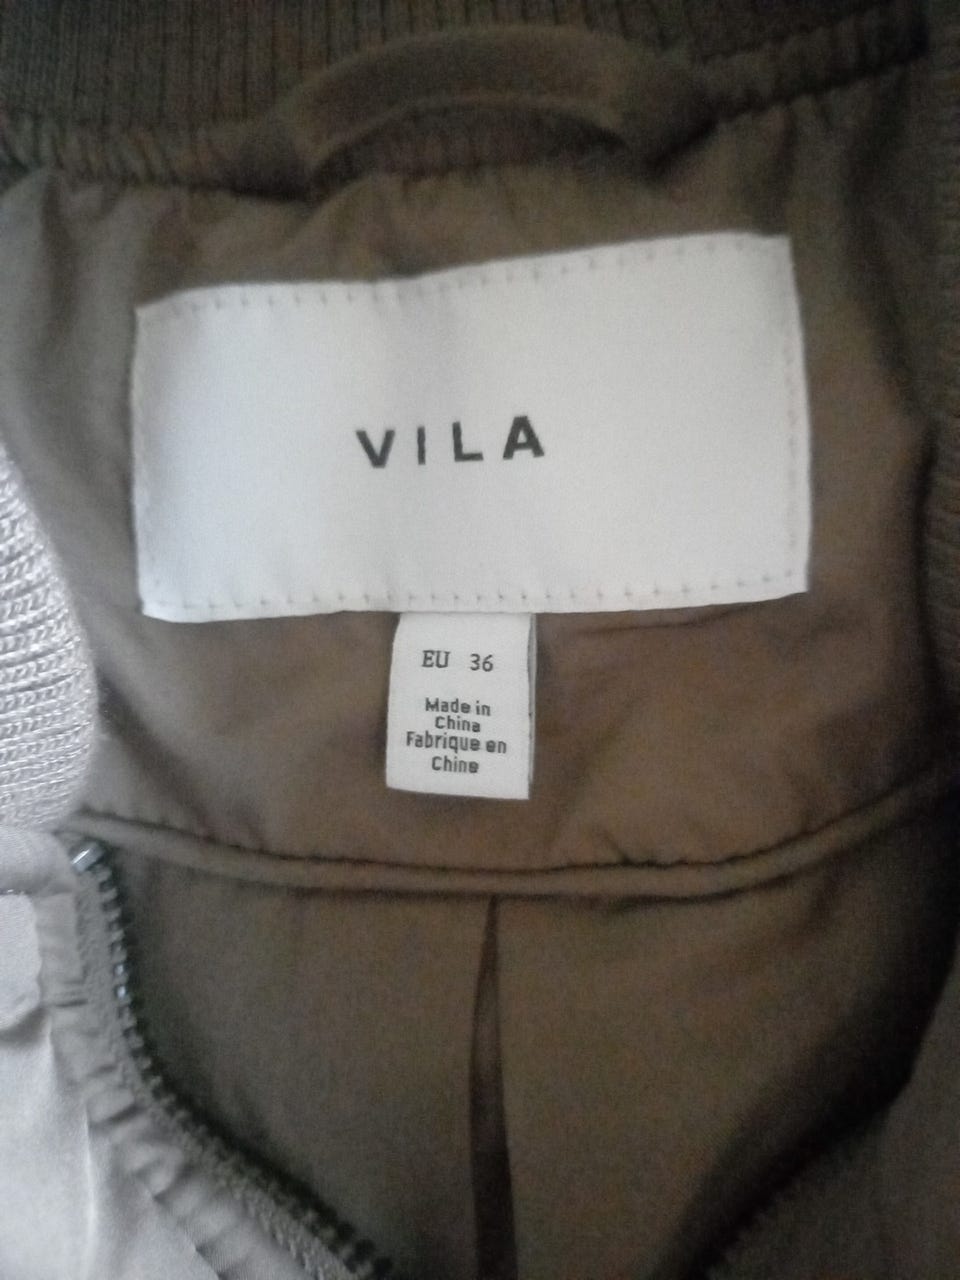 VILA
EU 36
Made in
China
Fabrique en
Chine